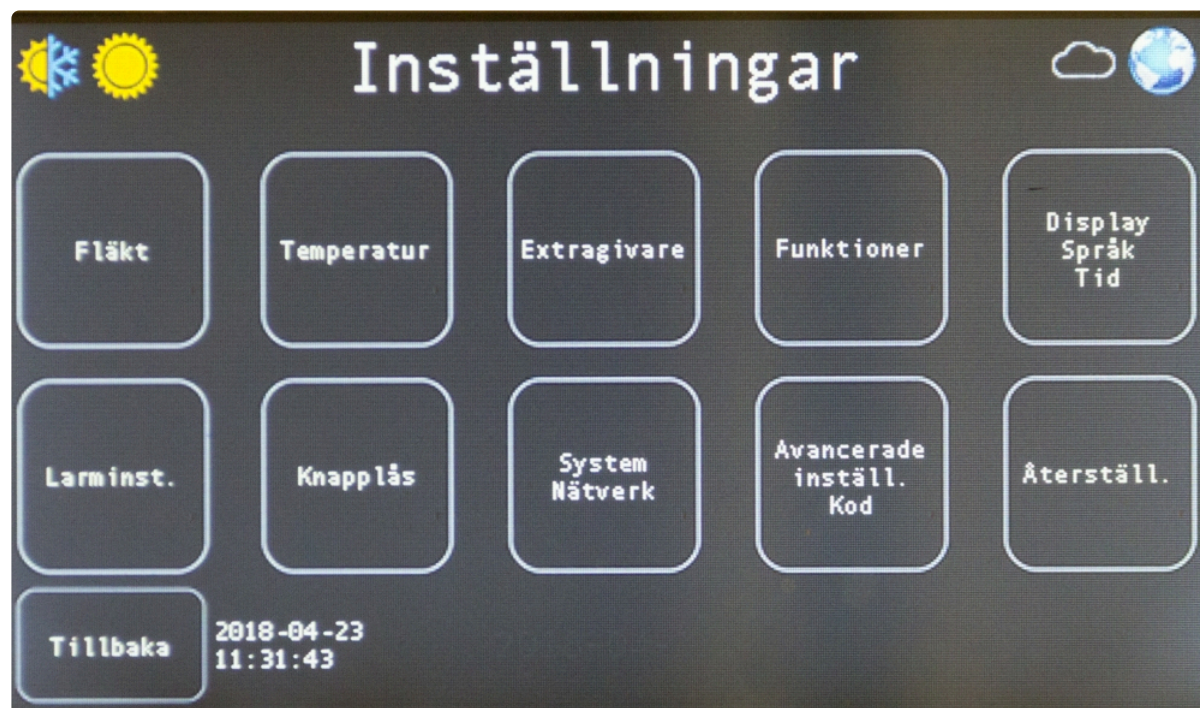 Inställningar
Fläkt
Temperatur
Extragivare
Funktioner
Display
Språk
Tid
Larminst.
Knapplås
System
Nätverk
Avancerade
inställ.
Kod
Återställ.
Tillbaka
2018-04-23
11:31:43